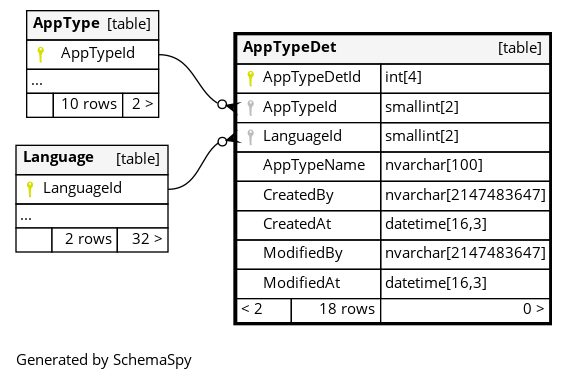 AppType [table]
AppTypeId
...
10 rows 2 >
Language [table]
LanguageId
...
2 rows 32 >
AppTypeDet [table]
AppTypeDetId int[4]
AppTypeId smallint[2]
LanguageId smallint[2]
AppTypeName nvarchar[100]
CreatedBy nvarchar[2147483647]
CreatedAt datetime[16,3]
ModifiedBy nvarchar[2147483647]
ModifiedAt datetime[16,3]
< 2 18 rows 0 >
Generated by SchemaSpy